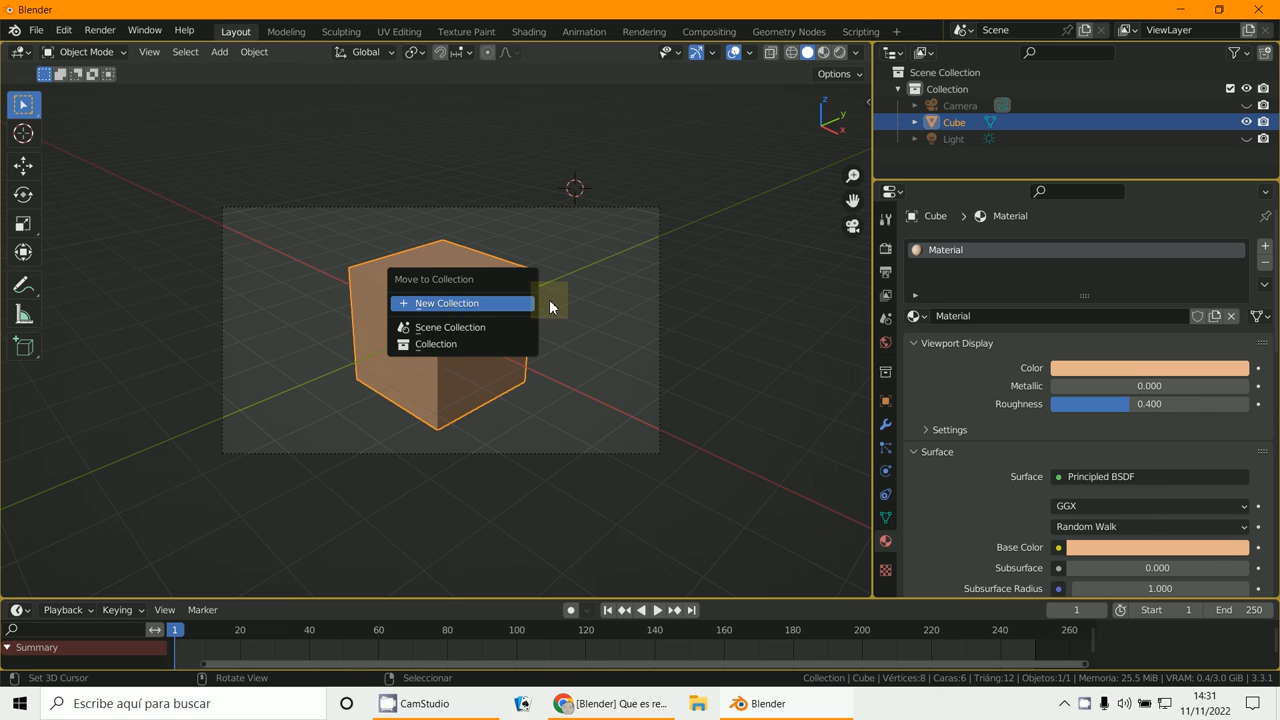 Blender
File Edit Render Window Help Layout Modeling Sculpting UV Editing Texture Paint Shading Animation Rendering Compositing Geometry Nodes Scripting + Scene ViewLayer
Object Mode View Select Add Object Global
Options
Scene Collection
Collection
Camera
Cube
Light
Z
Y
X
Move to Collection
+ New Collection
Scene Collection
Collection
Cube > Material
Material
Material
Viewport Display
Color
Metallic 0.000
Roughness 0.400
Settings
Surface
Surface Principled BSDF
GGX
Random Walk
Base Color
Subsurface 0.000
Subsurface Radius 1.000
Playback Keying View Marker 1 Start 1 End 250
1 20 40 60 80 100 120 140 160 180 200 220 240 260
Summary
Set 3D Cursor Rotate View Seleccionar Collection | Cube | Vértices:8 | Caras:6 | Triáng:12 | Objetos:1/1 | Memoria: 25.5 MiB | VRAM: 0.4/3.0 GiB | 3.3.1
Escribe aquí para buscar CamStudio [Blender] Que es re... Blender
14:31
11/11/2022